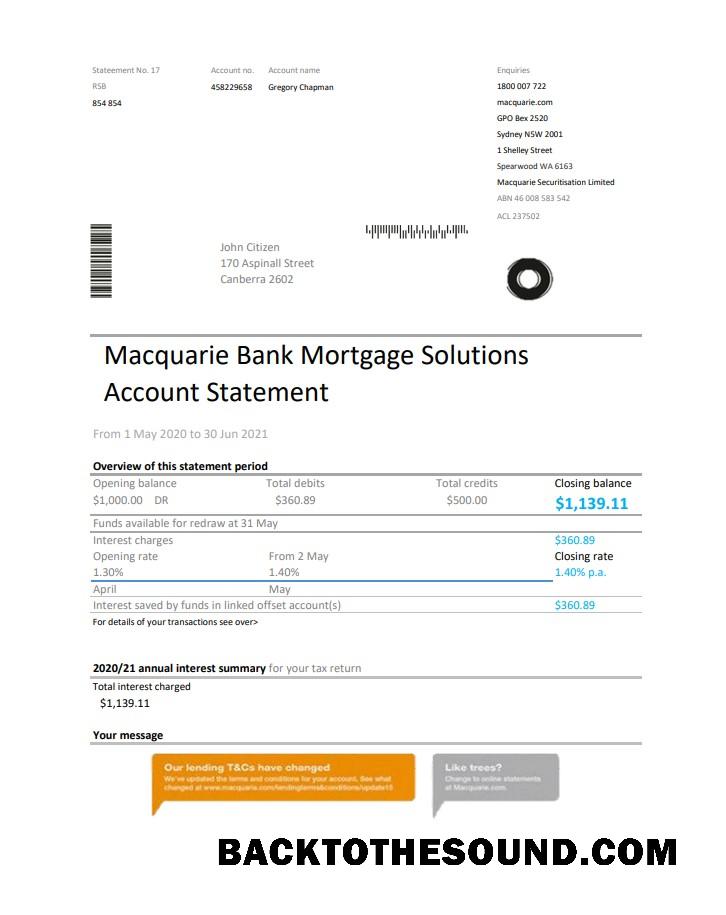 Stateement No. 17
Account no.
Account name
Enquiries
RSB
458229658
Gregory Chapman
1800 007 722
854 854
macquarie.com
GPO Bex 2520
Sydney N5W 2001
1 Shelley Street
Spearwood WA 6163
Macquarie Securitisation Limited
ABN 46 008 583 542
ACL 237502
John Citizen
170 Aspinall Street
Canberra 2602
Macquarie Bank Mortgage Solutions
Account Statement
From 1 May 2020 to 30 Jun 2021
Overview of this statement period
Opening balance Total debits Total credits Closing balance
$1,000.00 DR $360.89 $500.00 $1,139.11
Funds available for redraw at 31 May
Interest charges $360.89
Opening rate From 2 May Closing rate
1.30% 1.40% 1.40% p.a.
April May
Interest saved by funds in linked offset account(s) $360.89
For details of your transactions see over>
2020/21 annual interest summary for your tax return
Total interest charged
$1,139.11
Your message
Our lending T&Cs have changed
We've updated the terms and conditions for your account. See what
changed at www.macquarie.com/lendingterms&conditions/update15
Like trees?
Change to online statements
at Macquarie.com.
BACKTOTHESOUND.COM